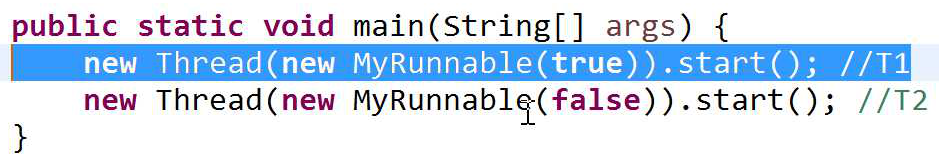 public static void main(String[] args) {
    new Thread(new MyRunnable(true)).start(); //T1
    new Thread(new MyRunnable(false)).start(); //T2
}